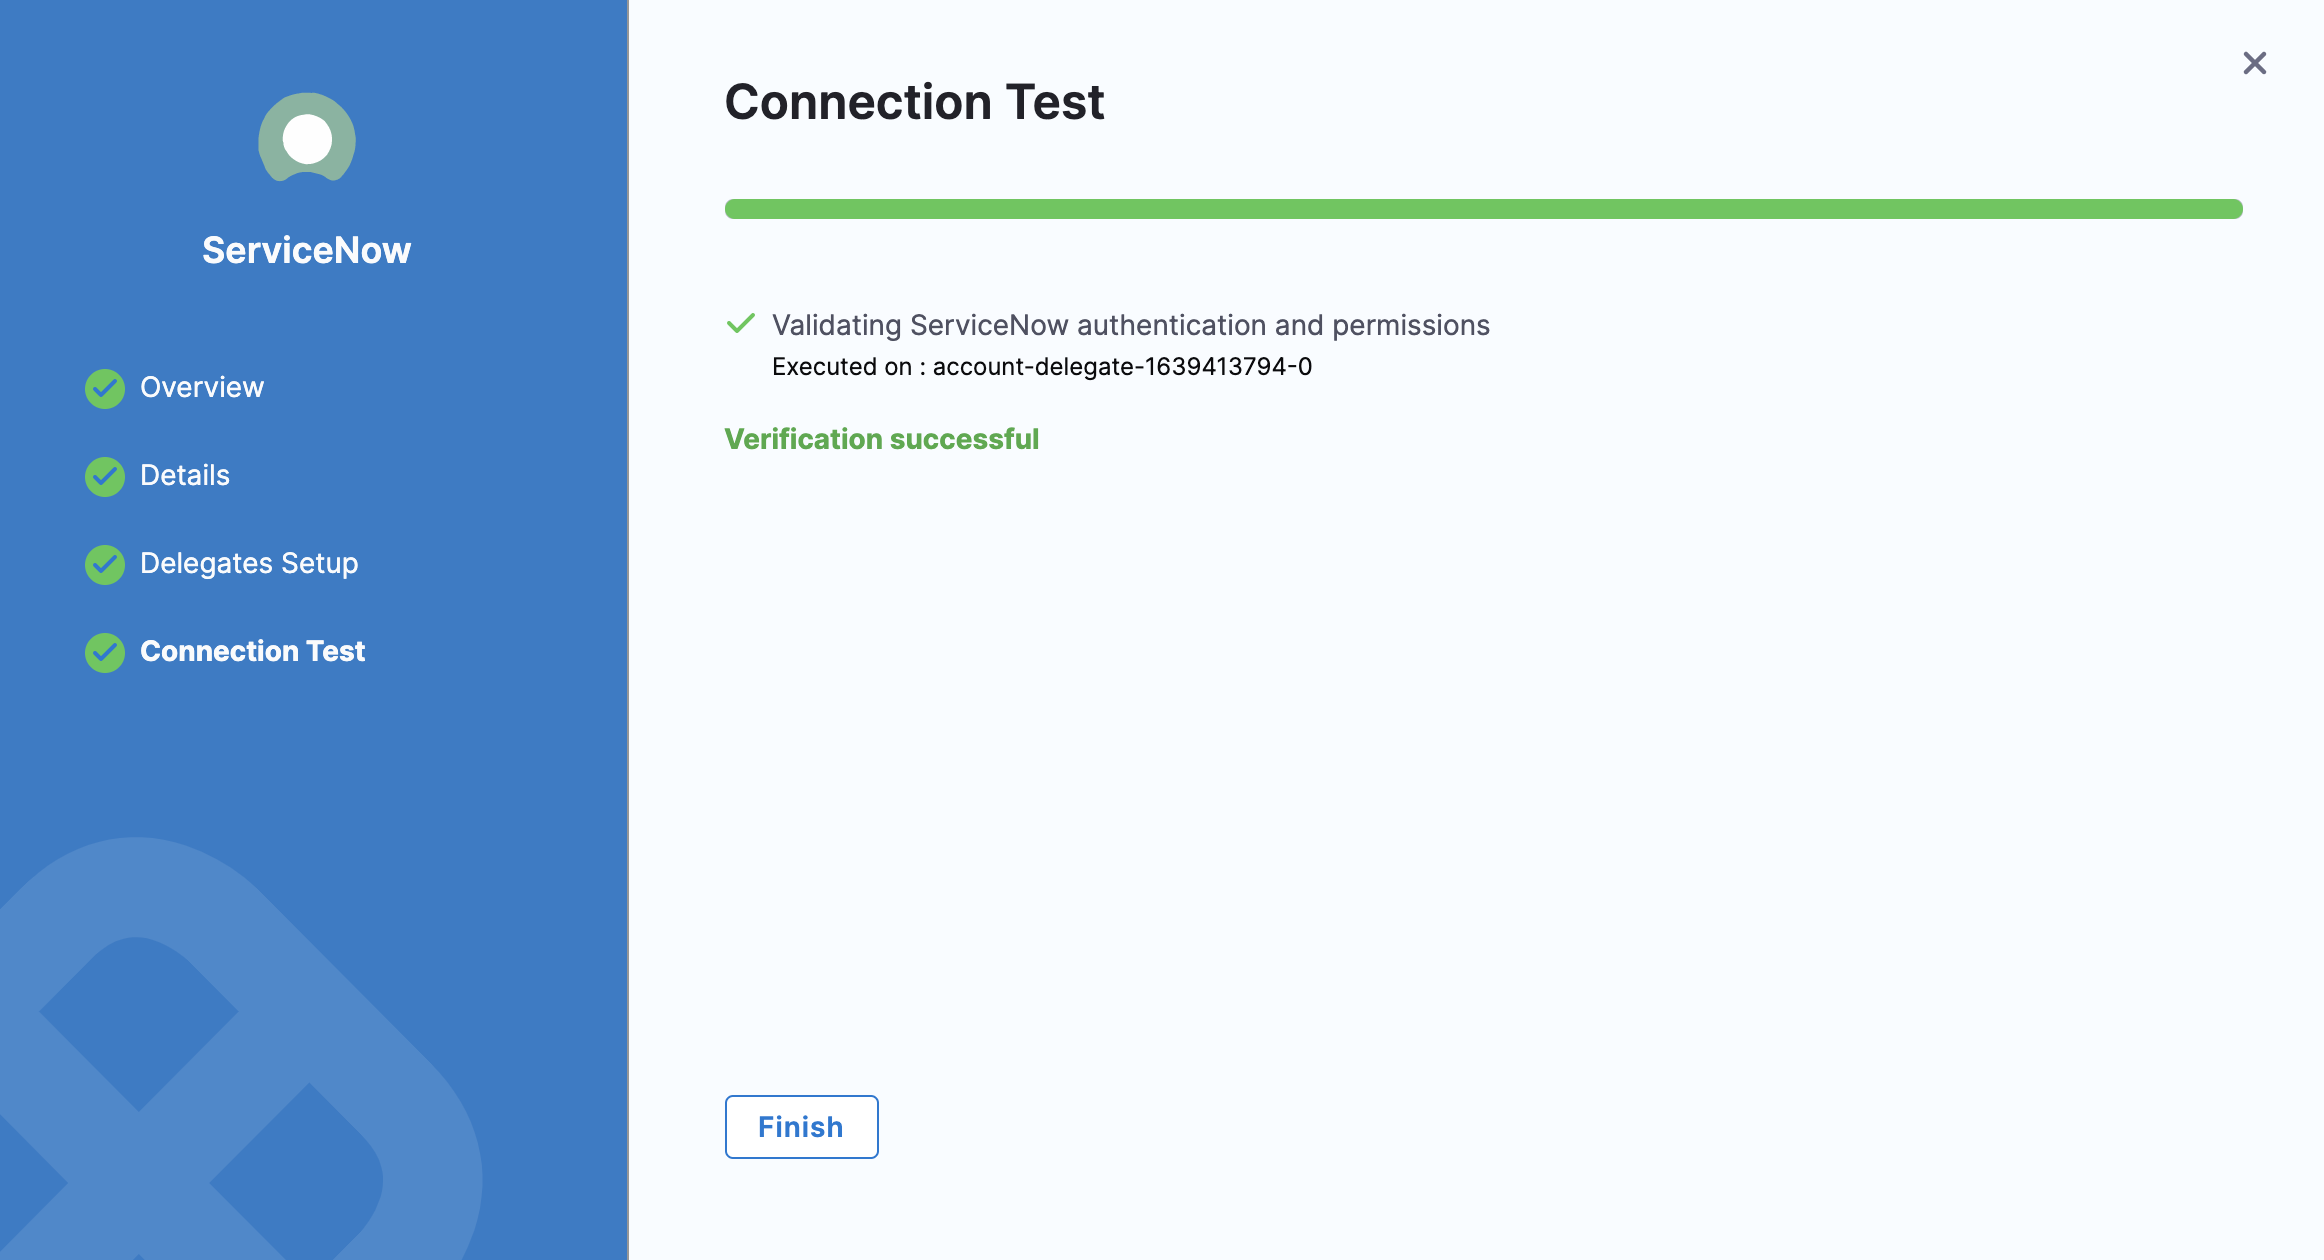 ServiceNow
Overview
Details
Delegates Setup
Connection Test
Connection Test
Validating ServiceNow authentication and permissions
Executed on : account-delegate-1639413794-0
Verification successful
Finish